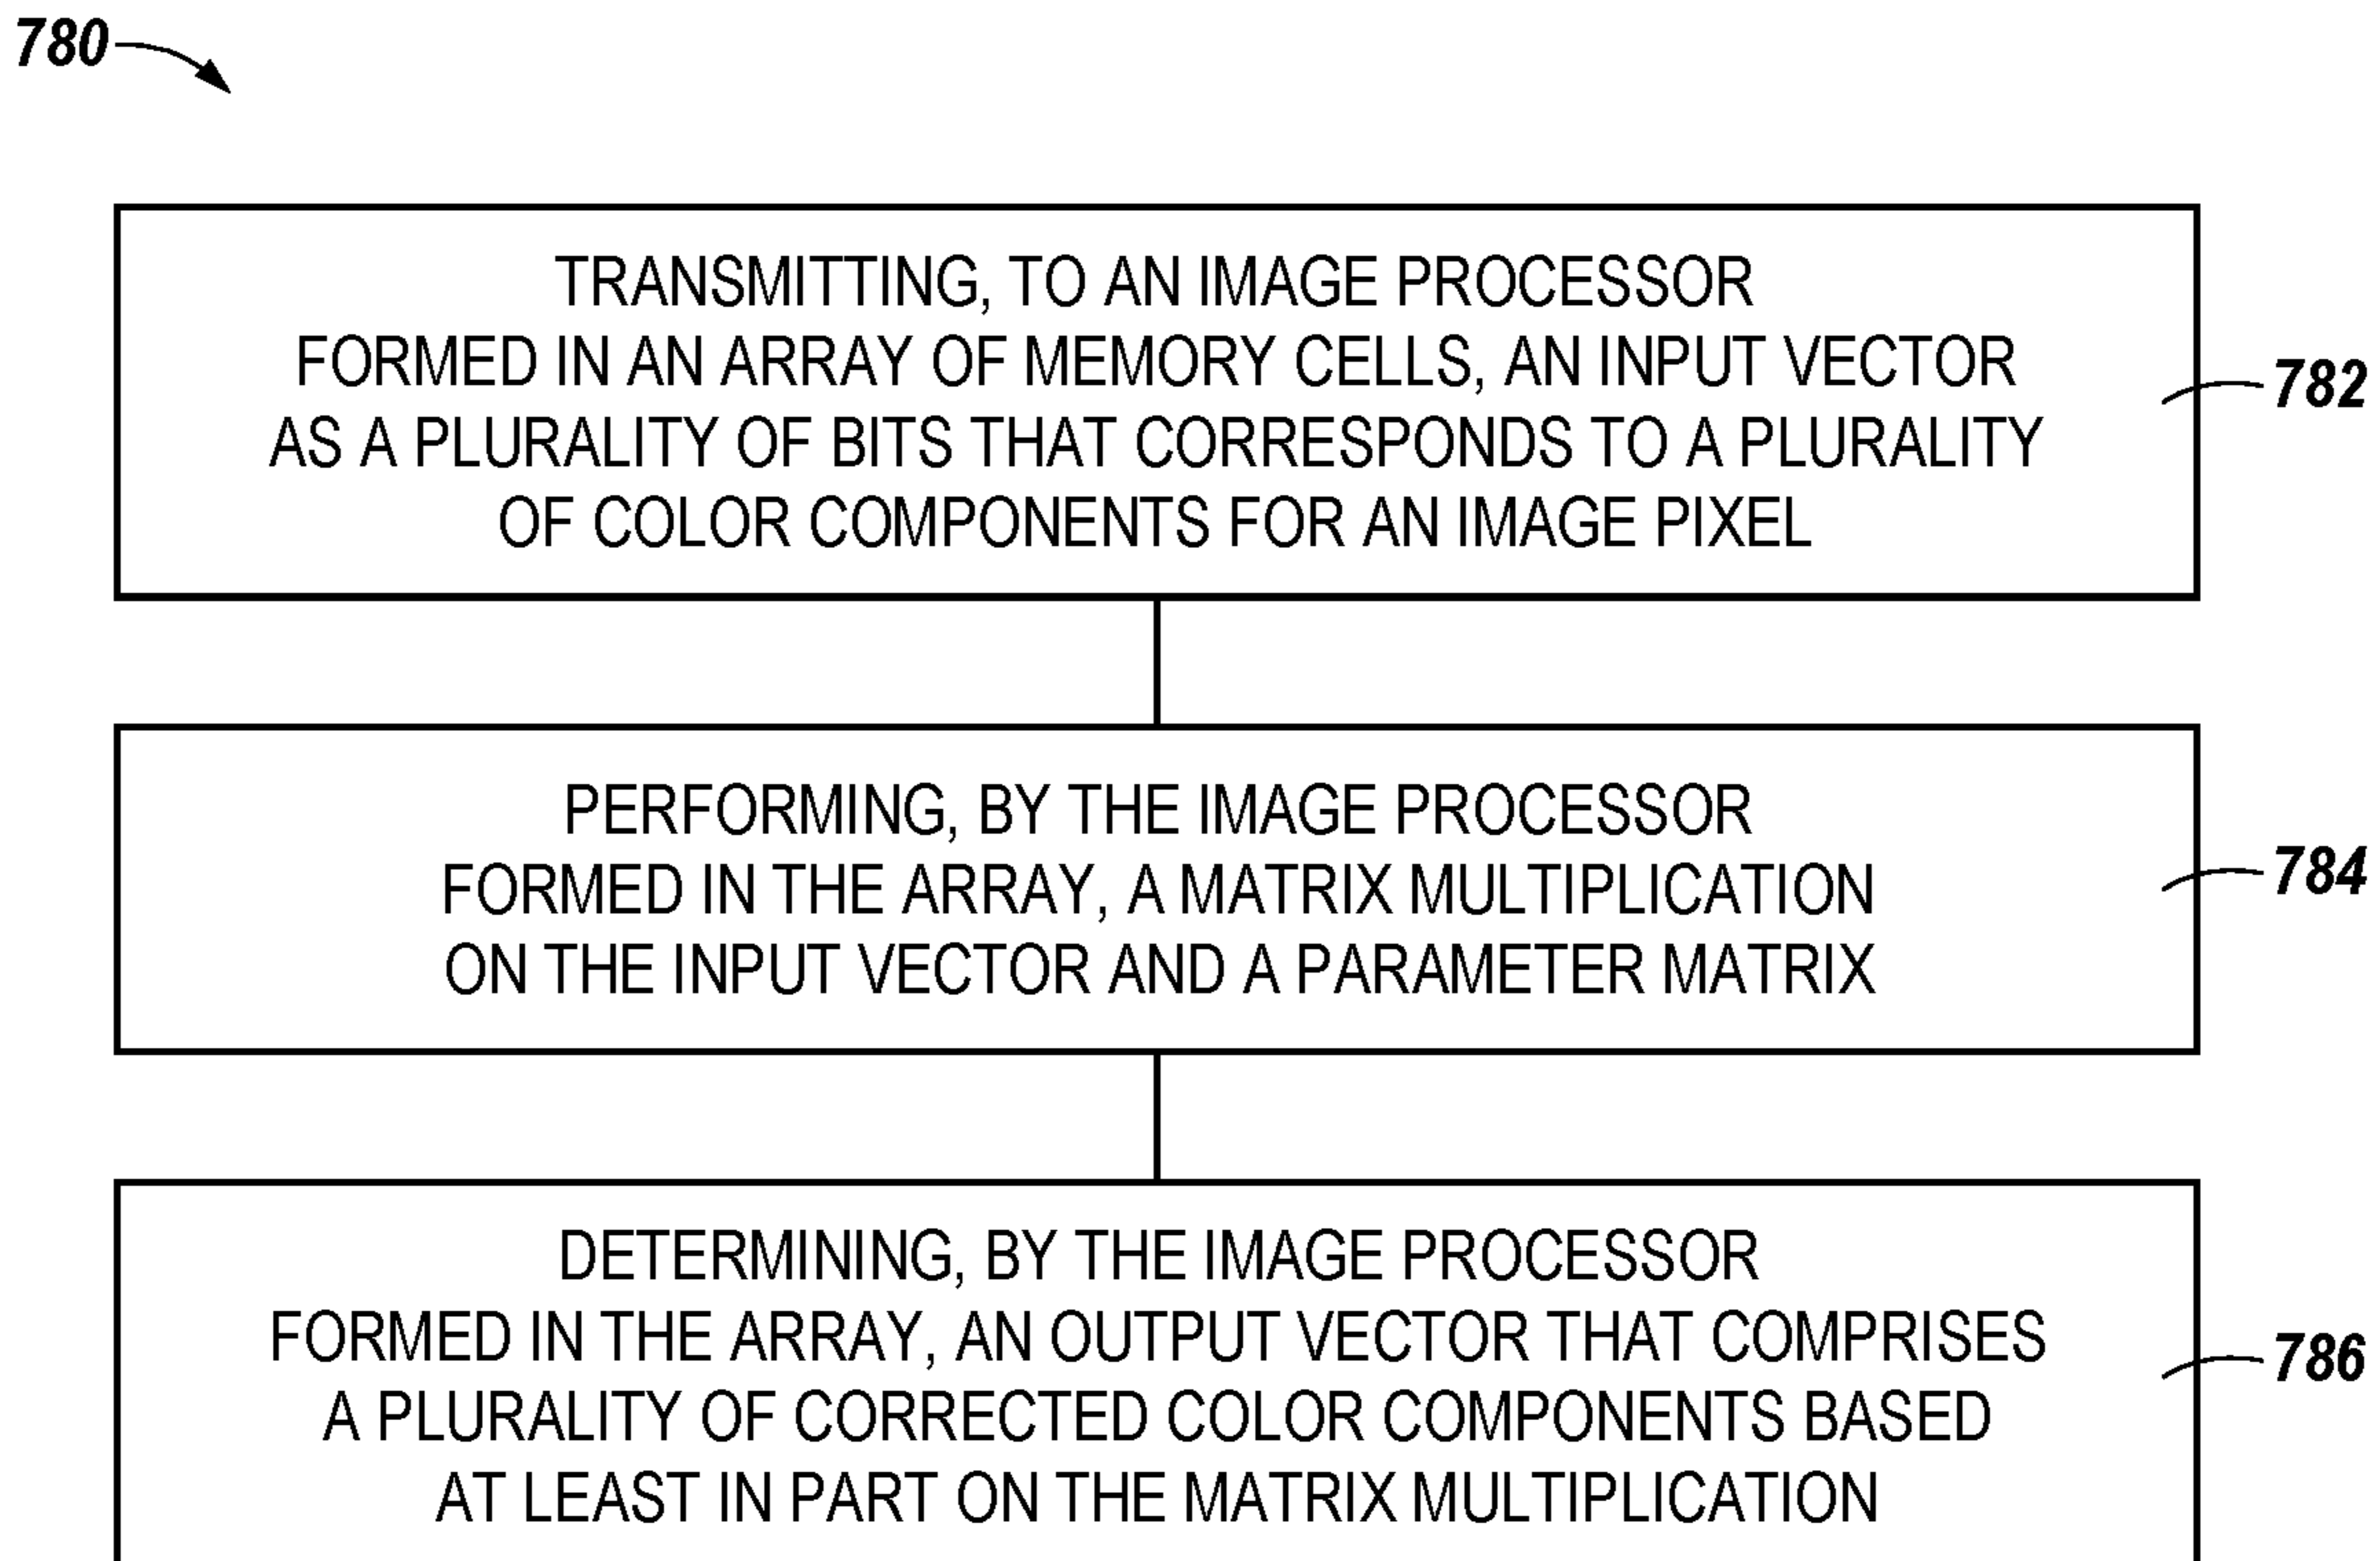 780
TRANSMITTING, TO AN IMAGE PROCESSOR
FORMED IN AN ARRAY OF MEMORY CELLS, AN INPUT VECTOR
AS A PLURALITY OF BITS THAT CORRESPONDS TO A PLURALITY
OF COLOR COMPONENTS FOR AN IMAGE PIXEL
782
PERFORMING, BY THE IMAGE PROCESSOR
FORMED IN THE ARRAY, A MATRIX MULTIPLICATION
ON THE INPUT VECTOR AND A PARAMETER MATRIX
784
DETERMINING, BY THE IMAGE PROCESSOR
FORMED IN THE ARRAY, AN OUTPUT VECTOR THAT COMPRISES
A PLURALITY OF CORRECTED COLOR COMPONENTS BASED
AT LEAST IN PART ON THE MATRIX MULTIPLICATION
786